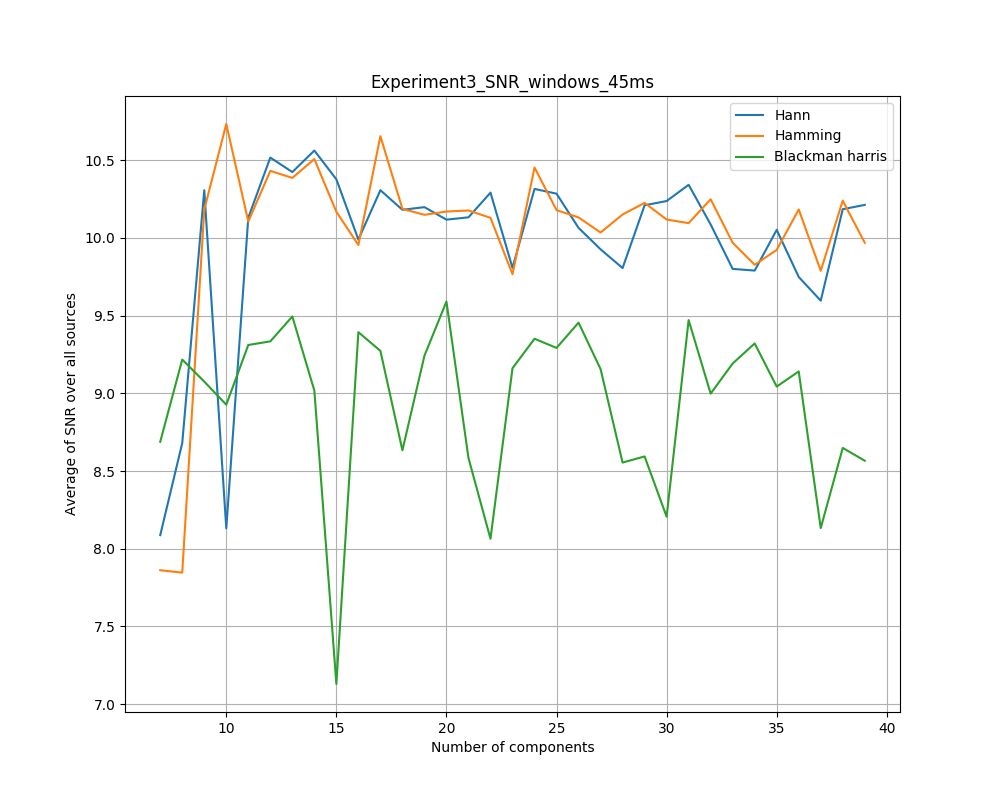 Experiment3_SNR_windows_45ms
Hann
Hamming
Blackman harris
Average of SNR over all sources
10.5
10.0
9.5
9.0
8.5
8.0
7.5
7.0
10 15 20 25 30 35 40
Number of components